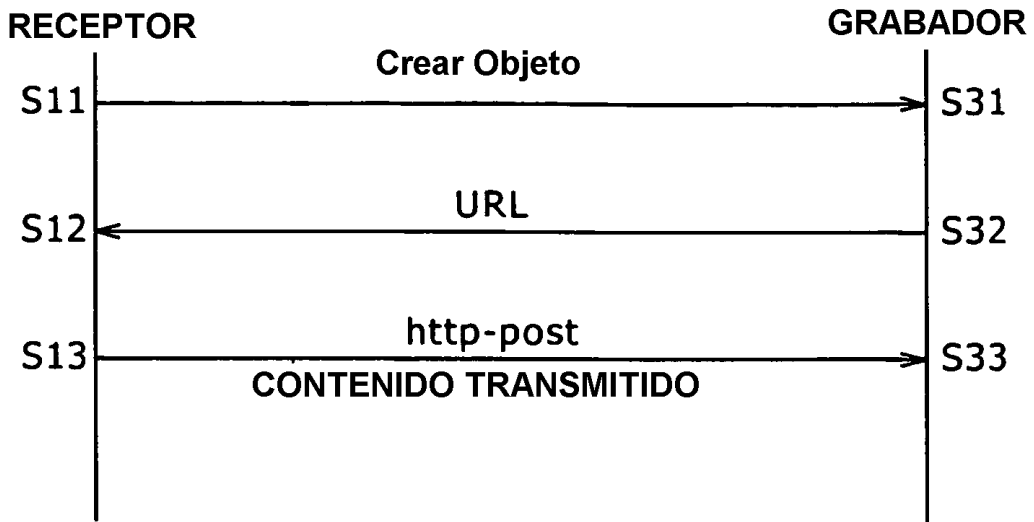 RECEPTOR
GRABADOR
Crear Objeto
S11
S31
URL
S12
S32
http-post
S13
S33
CONTENIDO TRANSMITIDO